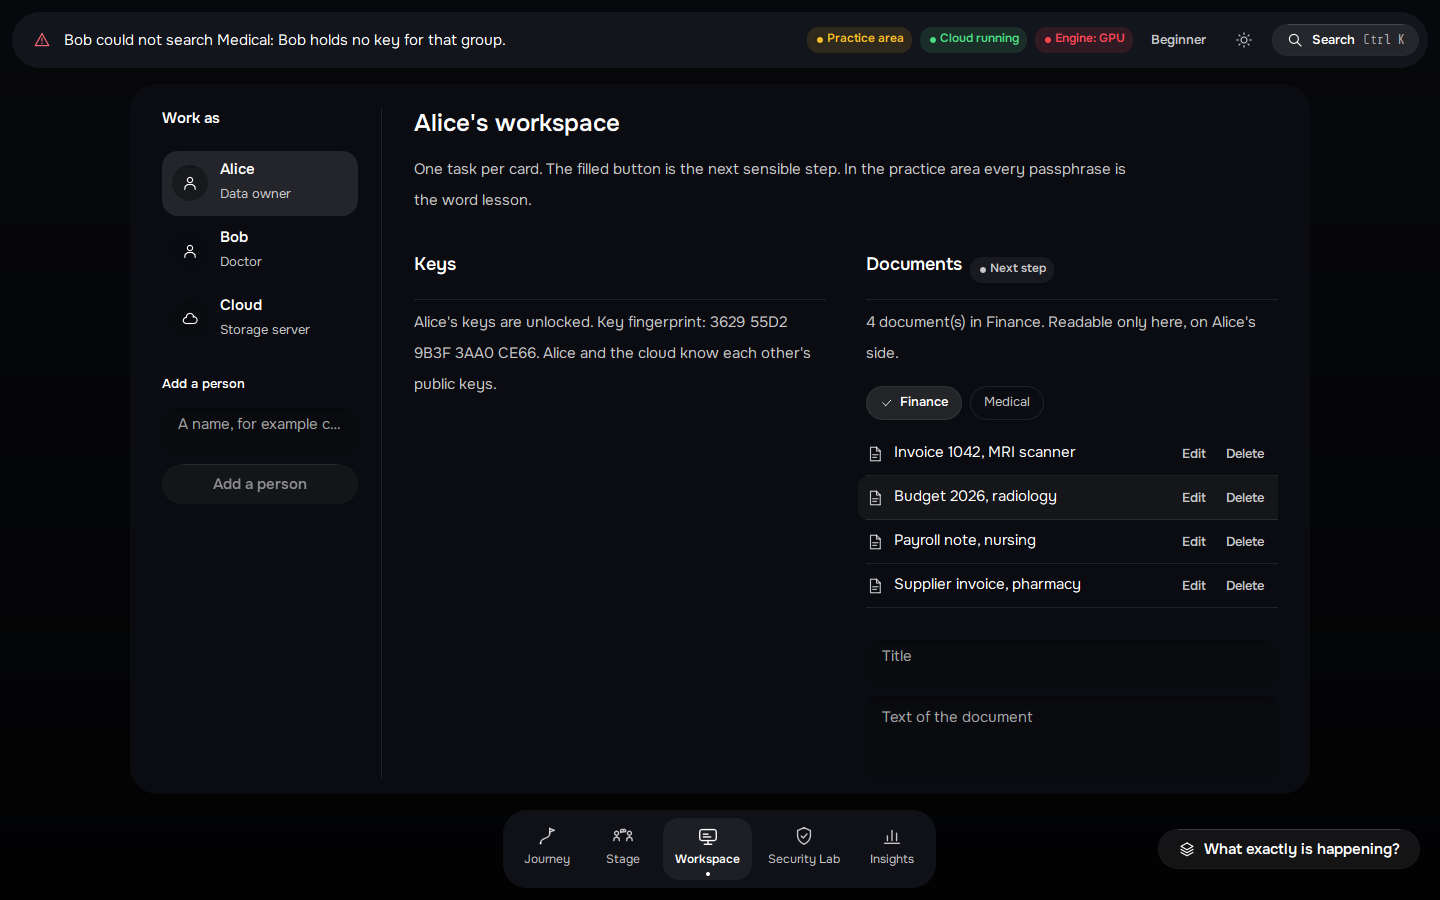 Bob could not search Medical: Bob holds no key for that group.
Practice area
Cloud running
Engine: GPU
Beginner
Search Ctrl K
Work as
Alice
Data owner
Bob
Doctor
Cloud
Storage server
Add a person
A name, for example c...
Add a person
Alice's workspace
One task per card. The filled button is the next sensible step. In the practice area every passphrase is
the word lesson.
Keys
Alice's keys are unlocked. Key fingerprint: 3629 55D2
9B3F 3AA0 CE66. Alice and the cloud know each other's
public keys.
Documents
Next step
4 document(s) in Finance. Readable only here, on Alice's
side.
Finance
Medical
Invoice 1042, MRI scanner Edit Delete
Budget 2026, radiology Edit Delete
Payroll note, nursing Edit Delete
Supplier invoice, pharmacy Edit Delete
Title
Text of the document
Journey
Stage
Workspace
Security Lab
Insights
What exactly is happening?